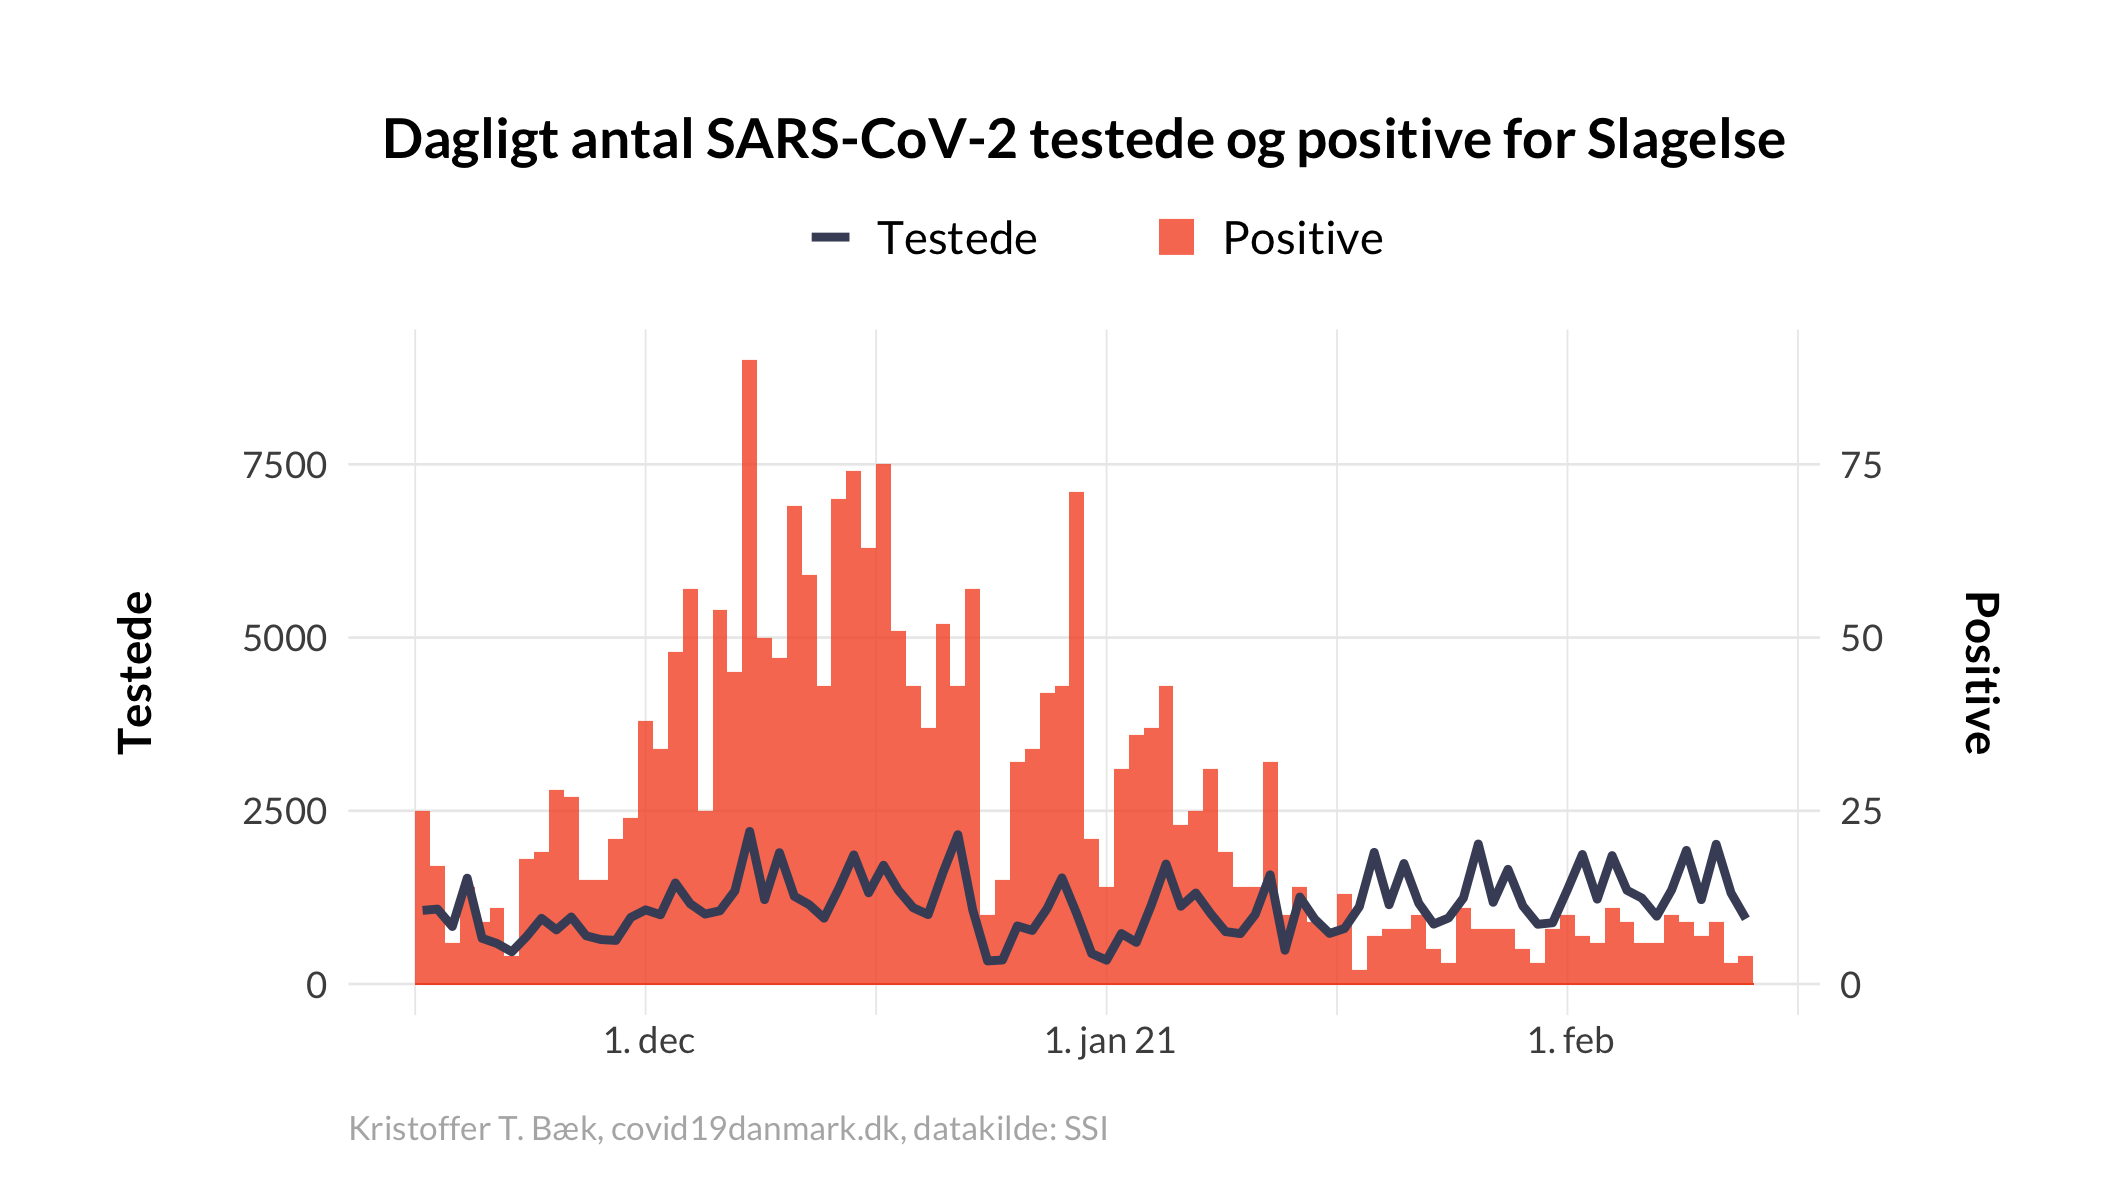 Dagligt antal SARS-CoV-2 testede og positive for Slagelse
Testede
Positive
Testede
7500
5000
2500
0
75
50
25
0
Positive
1. dec
1. jan 21
1. feb
Kristoffer T. Bæk, covid19danmark.dk, datakilde: SSI